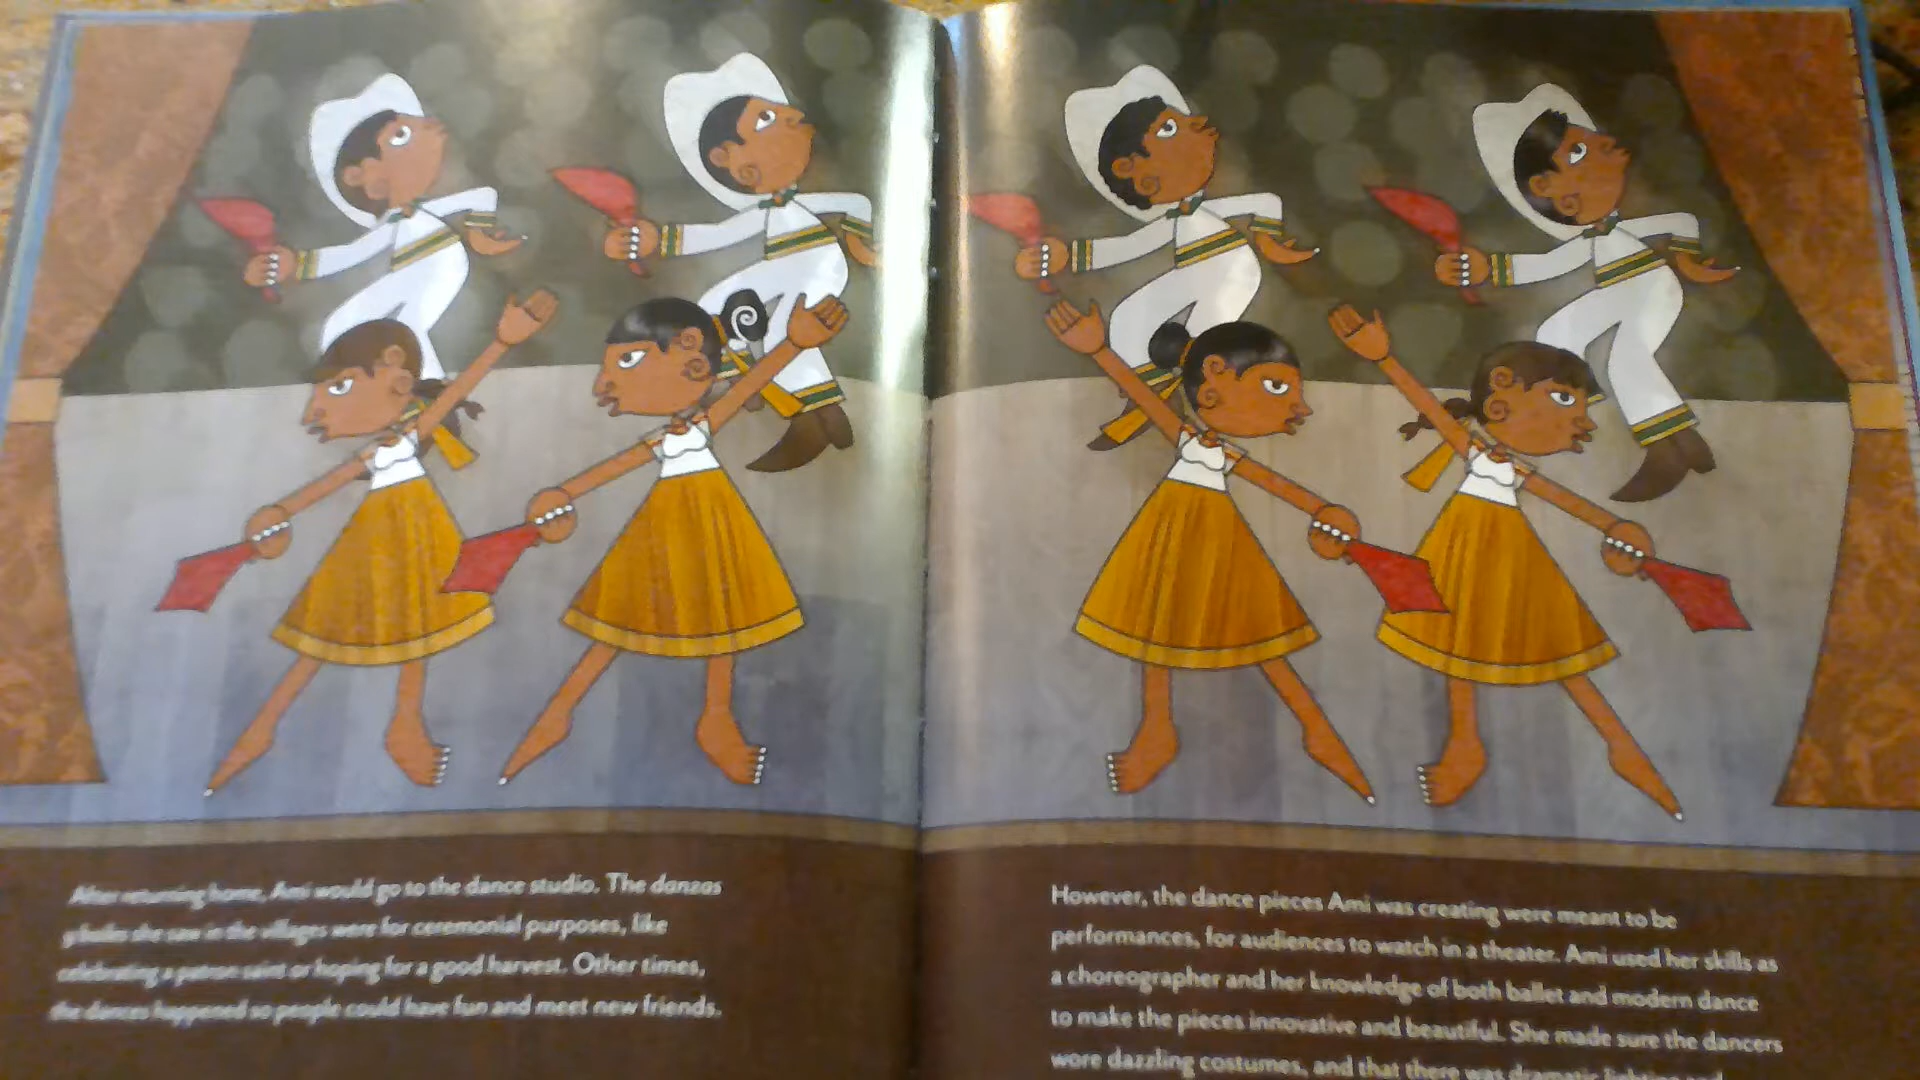 After returning home, Ami would go to the dance studio. The danzas
y bailes she saw in the villages were for ceremonial purposes, like
celebrating a patron saint or hoping for a good harvest. Other times,
the dances happened so people could have fun and meet new friends.
However, the dance pieces Ami was creating were meant to be
performances, for audiences to watch in a theater. Ami used her skills as
a choreographer and her knowledge of both ballet and modern dance
to make the pieces innovative and beautiful. She made sure the dancers
wore dazzling costumes, and that there was dramatic lighting and